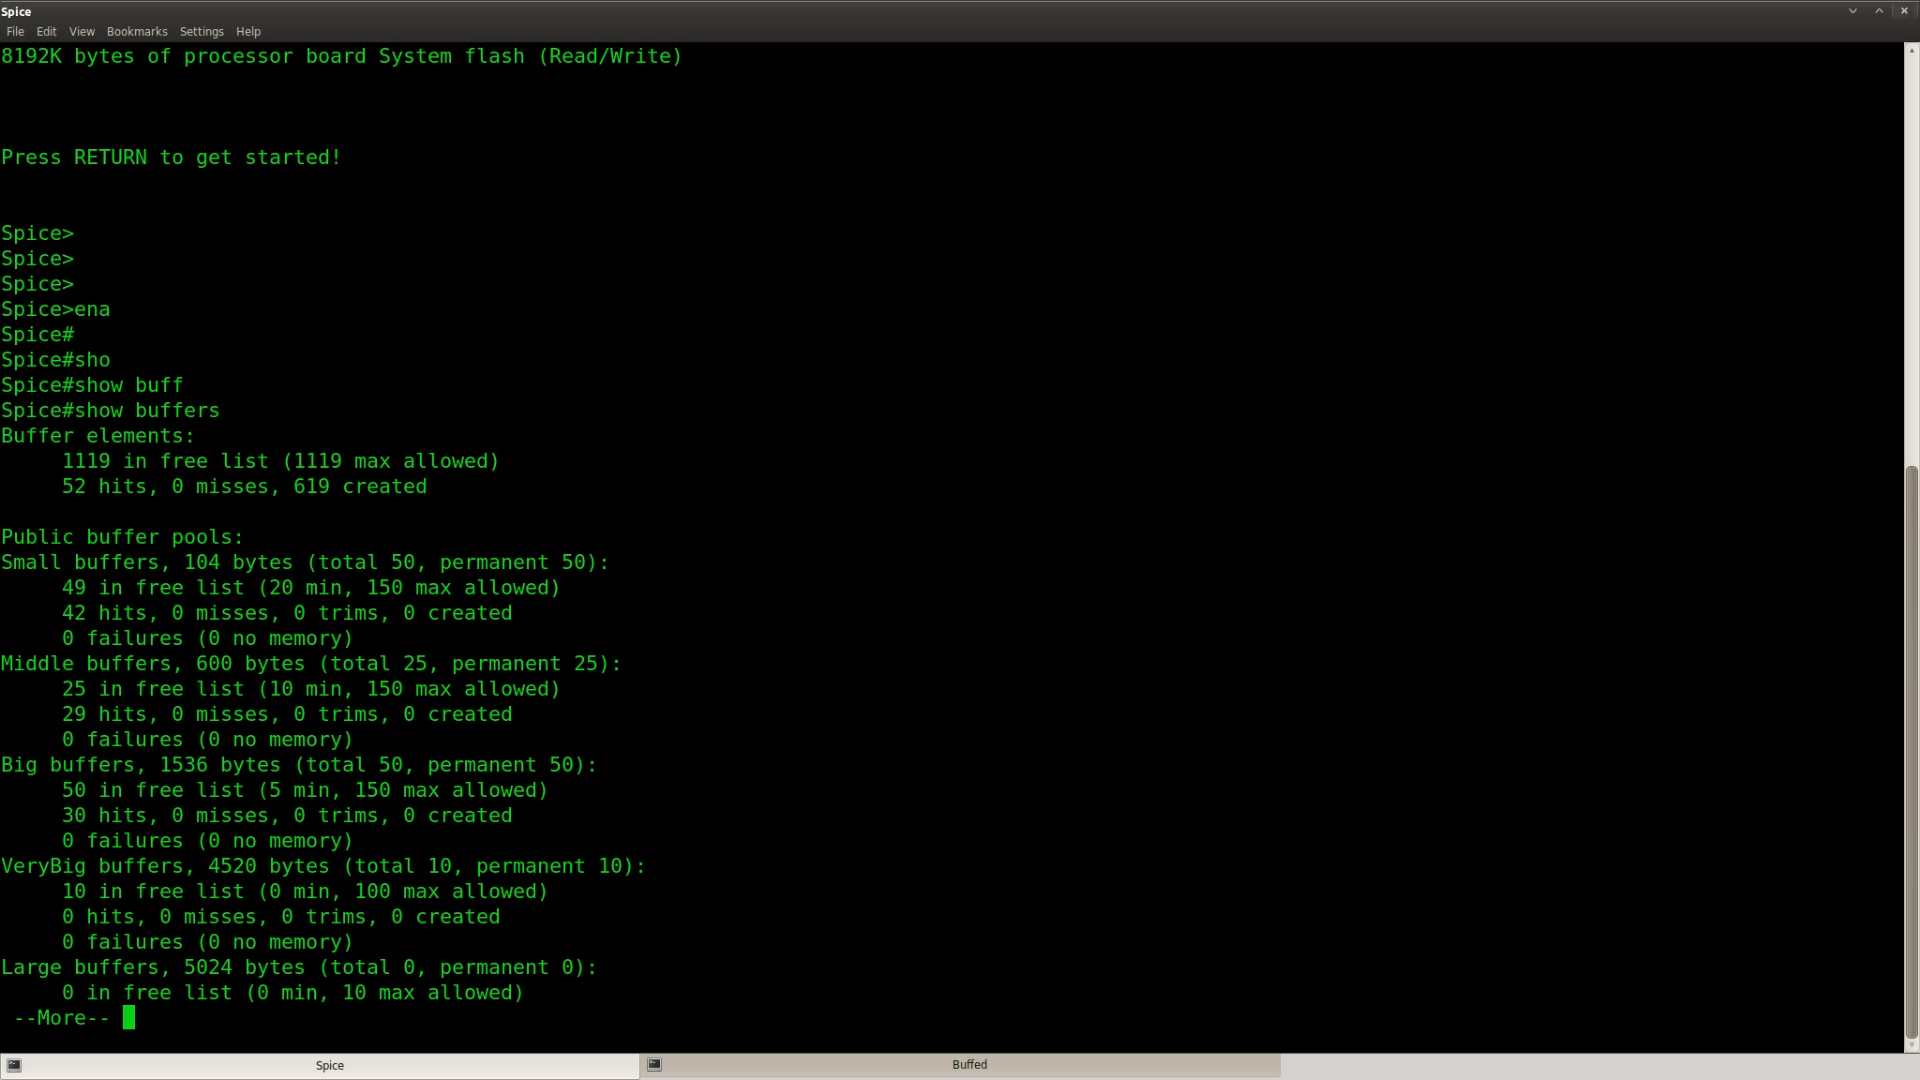 Spice
File Edit View Bookmarks Settings Help
8192K bytes of processor board System flash (Read/Write)
Press RETURN to get started!
Spice>
Spice>
Spice>
Spice>ena
Spice#
Spice#sho
Spice#show buff
Spice#show buffers
Buffer elements:
     1119 in free list (1119 max allowed)
     52 hits, 0 misses, 619 created
Public buffer pools:
Small buffers, 104 bytes (total 50, permanent 50):
     49 in free list (20 min, 150 max allowed)
     42 hits, 0 misses, 0 trims, 0 created
     0 failures (0 no memory)
Middle buffers, 600 bytes (total 25, permanent 25):
     25 in free list (10 min, 150 max allowed)
     29 hits, 0 misses, 0 trims, 0 created
     0 failures (0 no memory)
Big buffers, 1536 bytes (total 50, permanent 50):
     50 in free list (5 min, 150 max allowed)
     30 hits, 0 misses, 0 trims, 0 created
     0 failures (0 no memory)
VeryBig buffers, 4520 bytes (total 10, permanent 10):
     10 in free list (0 min, 100 max allowed)
     0 hits, 0 misses, 0 trims, 0 created
     0 failures (0 no memory)
Large buffers, 5024 bytes (total 0, permanent 0):
     0 in free list (0 min, 10 max allowed)
 --More--
Spice Buffed